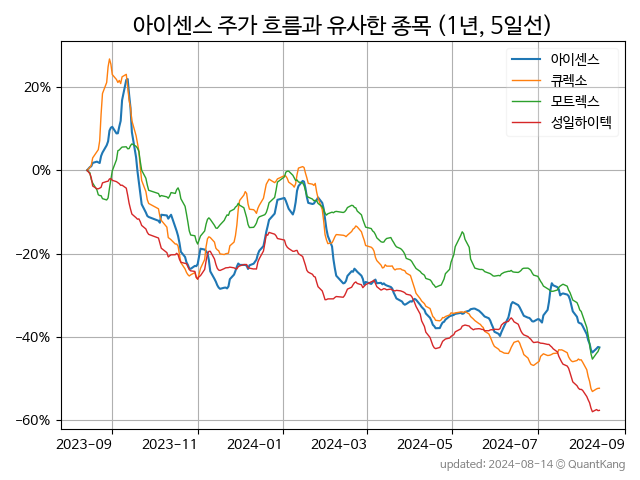 아이센스 주가 흐름과 유사한 종목 (1년, 5일선)
아이센스
큐렉소
모트렉스
성일하이텍
20%
0%
−20%
−40%
−60%
2023-09
2023-11
2024-01
2024-03
2024-05
2024-07
2024-09
updated: 2024-08-14 © QuantKang